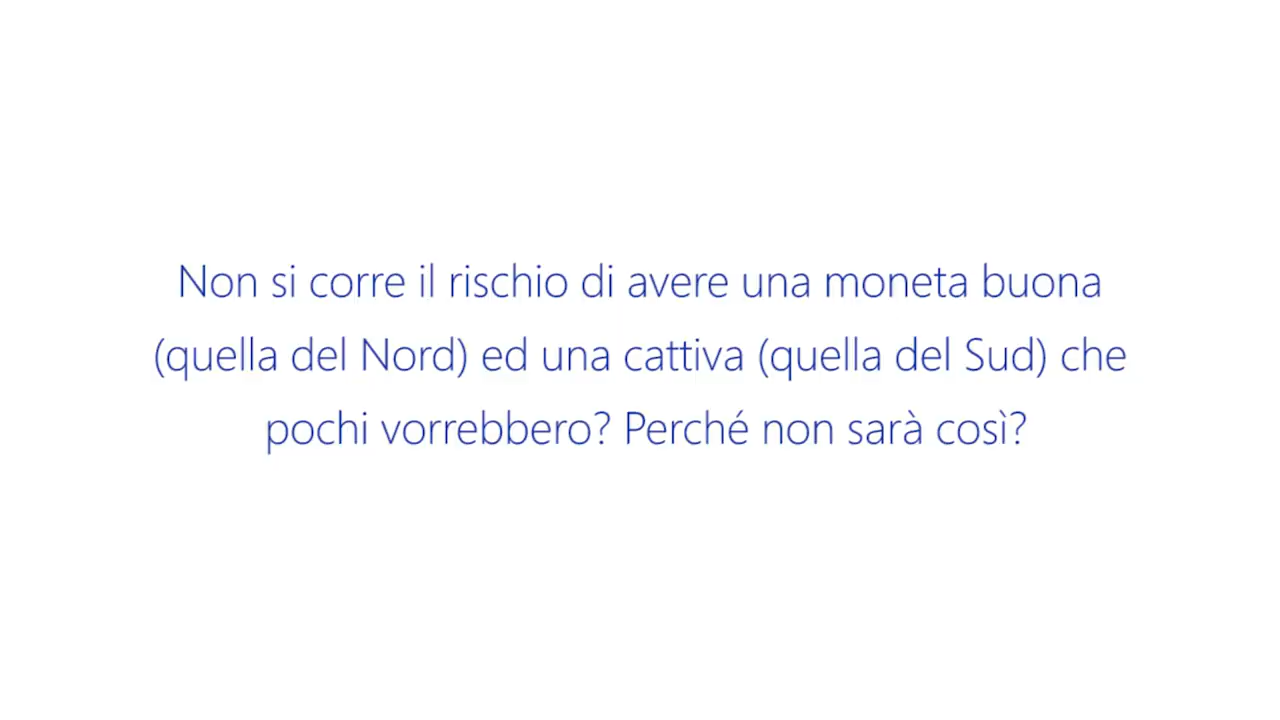 Non si corre il rischio di avere una moneta buona
(quella del Nord) ed una cattiva (quella del Sud) che
pochi vorrebbero? Perché non sarà così?